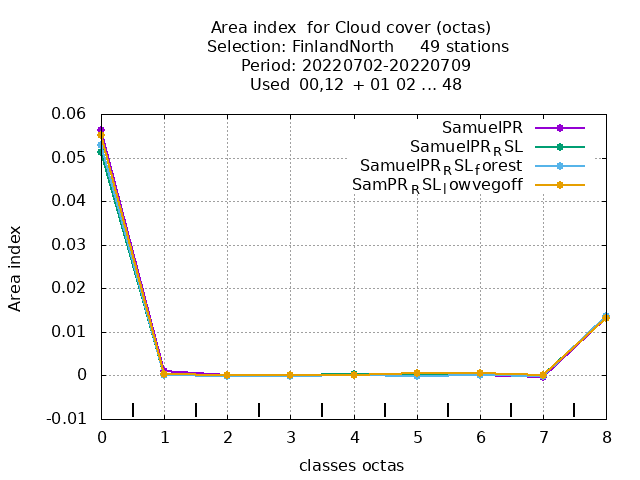 Area index  for Cloud cover (octas)
Selection: FinlandNorth     49 stations
Period: 20220702-20220709
Used  00,12  + 01 02 ... 48
0.06
0.05
0.04
0.03
0.02
0.01
0
-0.01
Area index
SamuelPR
SamuelPR_RSL
SamuelPR_RSL_forest
SamPR_RSL_lowvegoff
0 1 2 3 4 5 6 7 8
classes octas